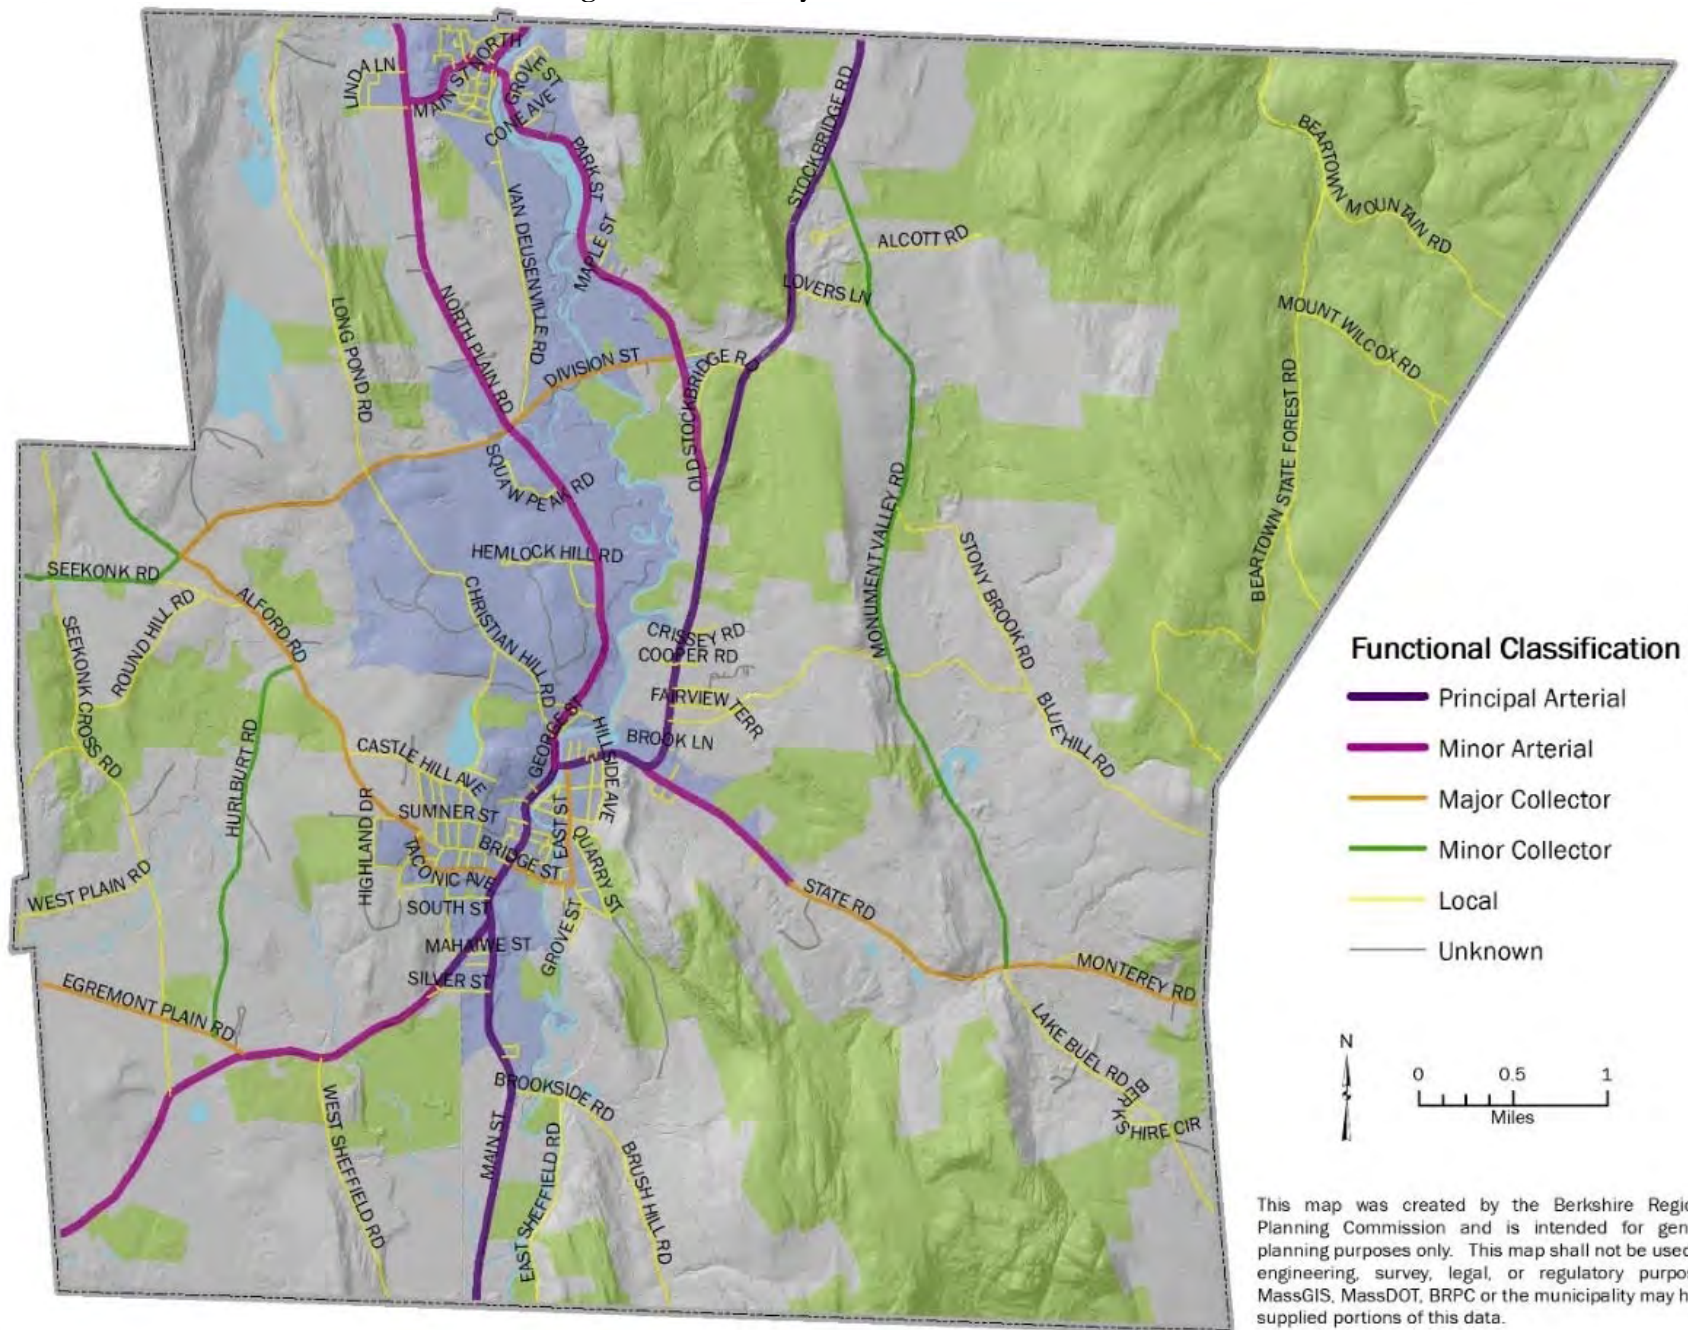 LINDA LN
MAIN ST
NORTH
GROVE ST
CONE AVE
PARK ST
STOCKBRIDGE RD
BEARTOWN MOUNTAIN RD
VAN DEUSENVILLE RD
MAPLE ST
ALCOTT RD
LOVERS LN
LONG POND RD
NORTH PLAIN RD
MOUNT WILCOX RD
DIVISION ST
OLD STOCKBRIDGE RD
BEARTOWN STATE FOREST RD
SQUAW PEAK RD
MONUMENT VALLEY RD
HEMLOCK HILL RD
STONY BROOK RD
SEEKONK RD
ALFORD RD
ROUND HILL RD
CHRISTIAN HILL RD
CRISSEY RD
COOPER RD
SEEKONK CROSS RD
FAIRVIEW TERR
BLUE HILL RD
GEORGE ST
HILLSIDE AVE
BROOK LN
HURLBURT RD
CASTLE HILL AVE
HIGHLAND DR
SUMNER ST
EAST ST
QUARRY ST
BRIDGE ST
TACONIC AVE
WEST PLAIN RD
SOUTH ST
STATE RD
GROVE ST
MAHAIWE ST
SILVER ST
MONTEREY RD
EGREMONT PLAIN RD
LAKE BUEL RD
BERKSHIRE CIR
BROOKSIDE RD
MAIN ST
WEST SHEFFIELD RD
EAST SHEFFIELD RD
BRUSH HILL RD
Functional Classification
Principal Arterial
Minor Arterial
Major Collector
Minor Collector
Local
Unknown
N
0 0.5 1
Miles
This map was created by the Berkshire Regio
Planning Commission and is intended for gen
planning purposes only. This map shall not be used
engineering, survey, legal, or regulatory purpos
MassGIS, MassDOT, BRPC or the municipality may h
supplied portions of this data.